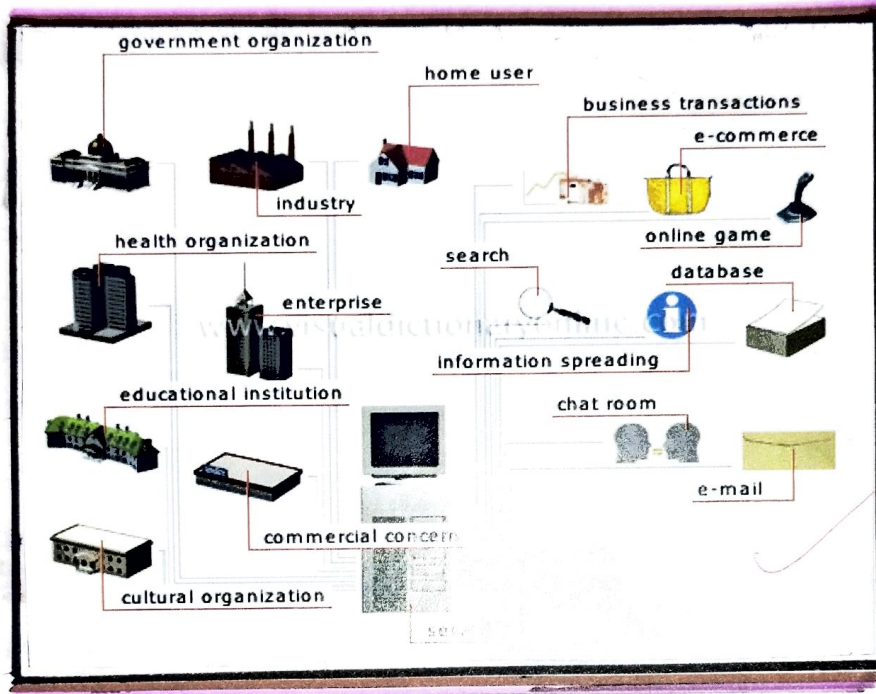 government organization
home user
business transactions
e-commerce
industry
online game
health organization
search
database
enterprise
information spreading
educational institution
chat room
e-mail
commercial concern
cultural organization